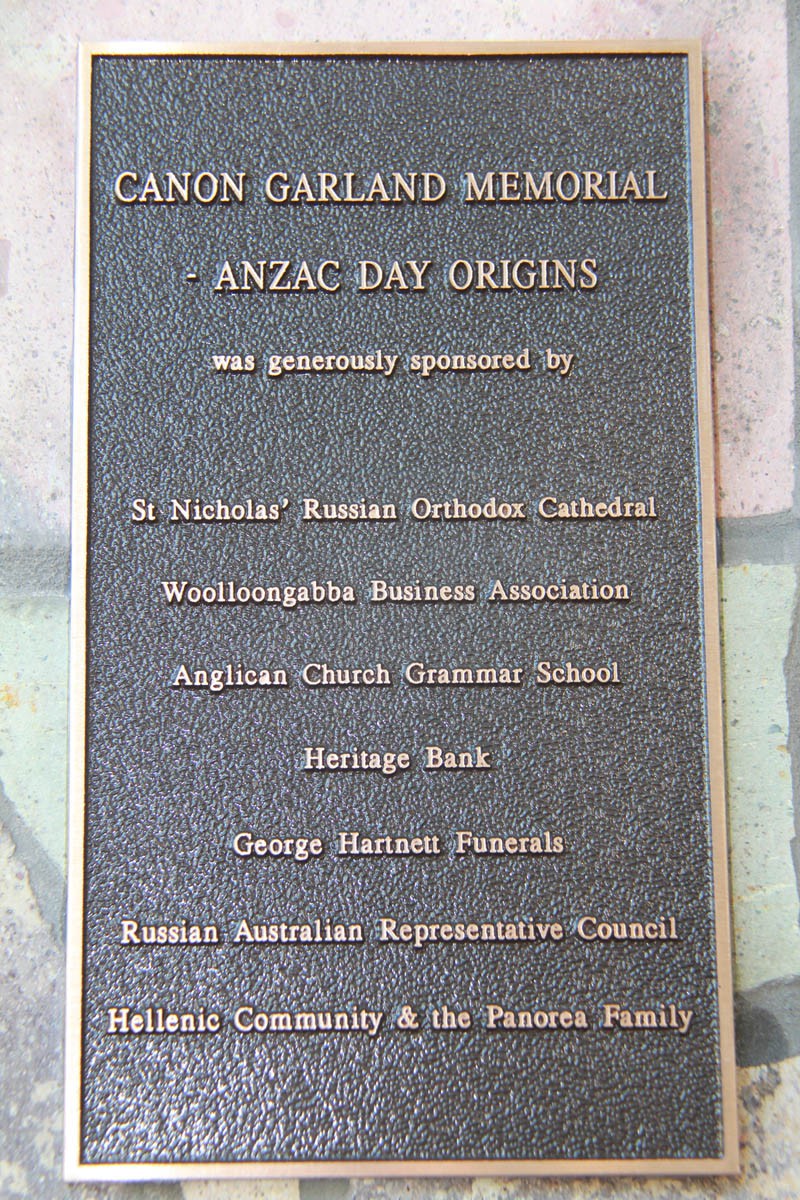 CANON GARLAND MEMORIAL
- ANZAC DAY ORIGINS
was generously sponsored by
St Nicholas' Russian Orthodox Cathedral
Woolloongabba Business Association
Anglican Church Grammar School
Heritage Bank
George Hartnett Funerals
Russian Australian Representative Council
Hellenic Community & the Panorea Family